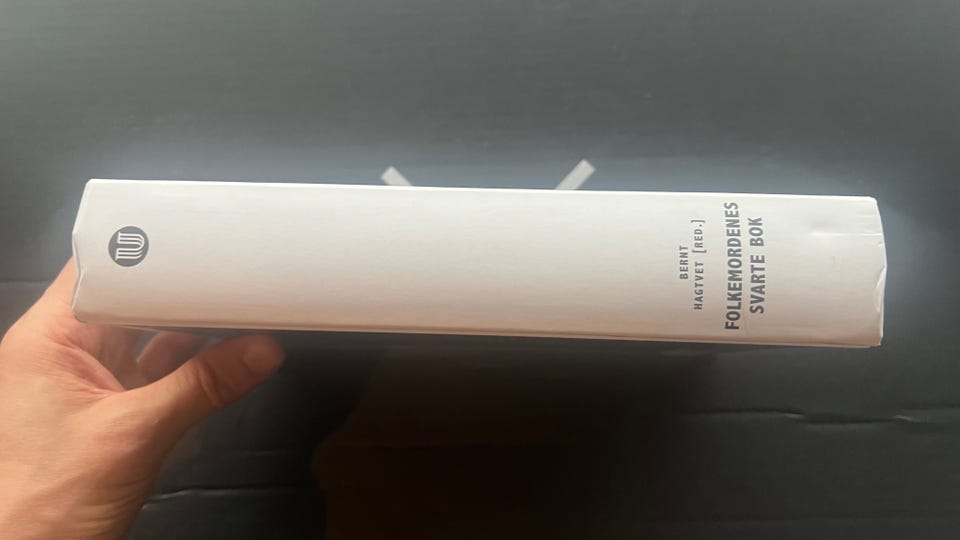 BERNT
HAGTVET [RED.]
FOLKEMORDENES
SVARTE BOK